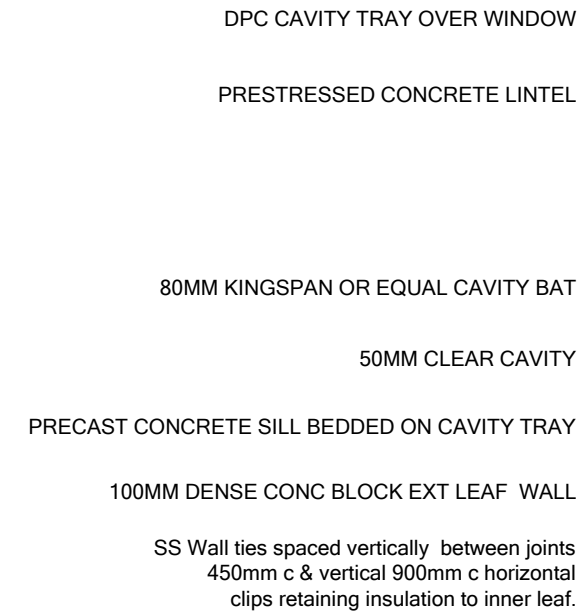 DPC CAVITY TRAY OVER WINDOW
PRESTRESSED CONCRETE LINTEL
80MM KINGSPAN OR EQUAL CAVITY BAT
50MM CLEAR CAVITY
PRECAST CONCRETE SILL BEDDED ON CAVITY TRAY
100MM DENSE CONC BLOCK EXT LEAF WALL
SS Wall ties spaced vertically between joints
450mm c & vertical 900mm c horizontal
clips retaining insulation to inner leaf.